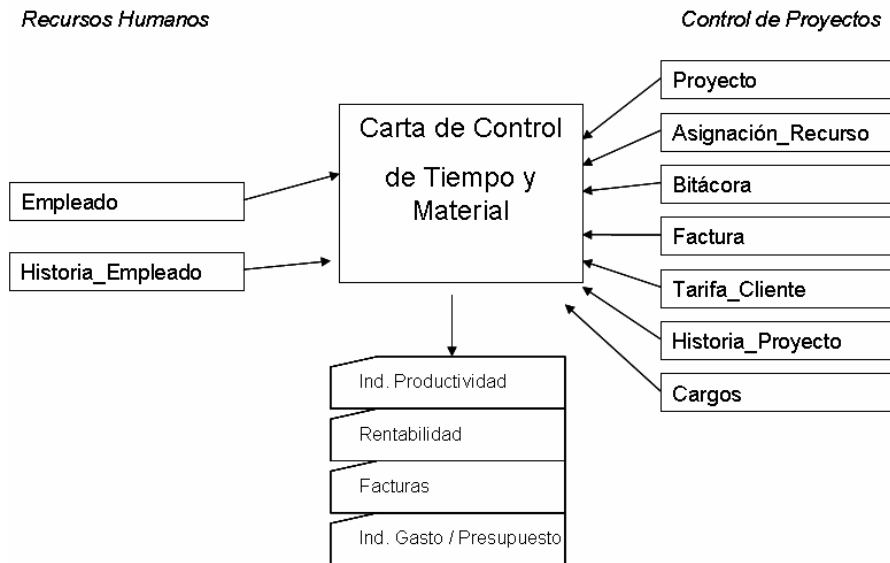 Recursos Humanos
Control de Proyectos
Proyecto
Carta de Control
de Tiempo y
Material
Asignación_Recurso
Empleado
Bitácora
Factura
Historia_Empleado
Tarifa_Cliente
Historia_Proyecto
Cargos
Ind. Productividad
Rentabilidad
Facturas
Ind. Gasto / Presupuesto